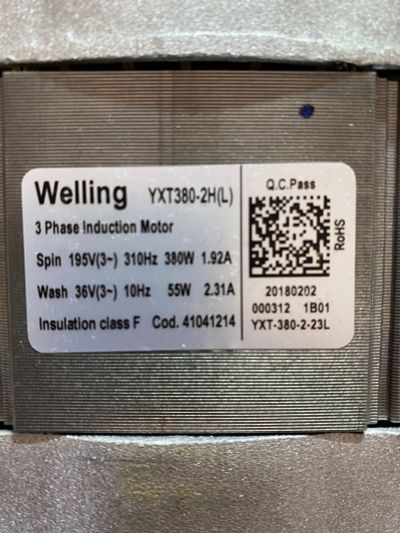 Welling YXT380-2H(L)
3 Phase Induction Motor
Spin 195V(3~) 310Hz 380W 1.92A
Wash 36V(3~) 10Hz 55W 2.31A
Insulation class F Cod. 41041214
Q.C.Pass
RoHS
20180202
000312 1B01
YXT-380-2-23L